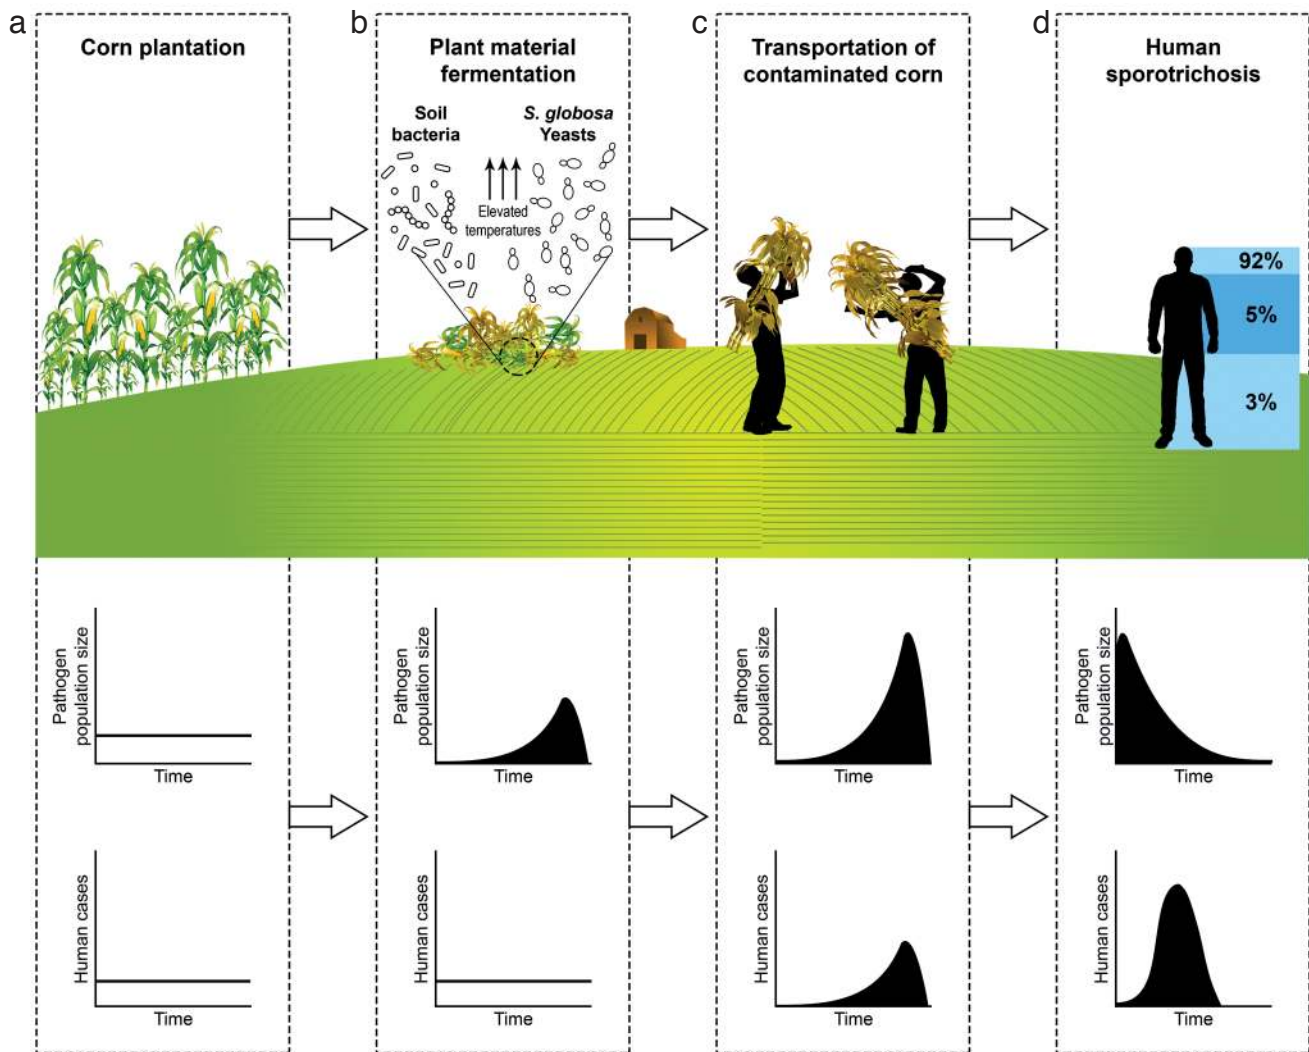 a
Corn plantation
b
Plant material
fermentation
Soil
bacteria
S. globosa
Yeasts
Elevated
temperatures
c
Transportation of
contaminated corn
d
Human
sporotrichosis
92%
5%
3%
Pathogen
population size
Time
Pathogen
population size
Time
Pathogen
population size
Time
Pathogen
population size
Time
Human cases
Time
Human cases
Time
Human cases
Time
Human cases
Time